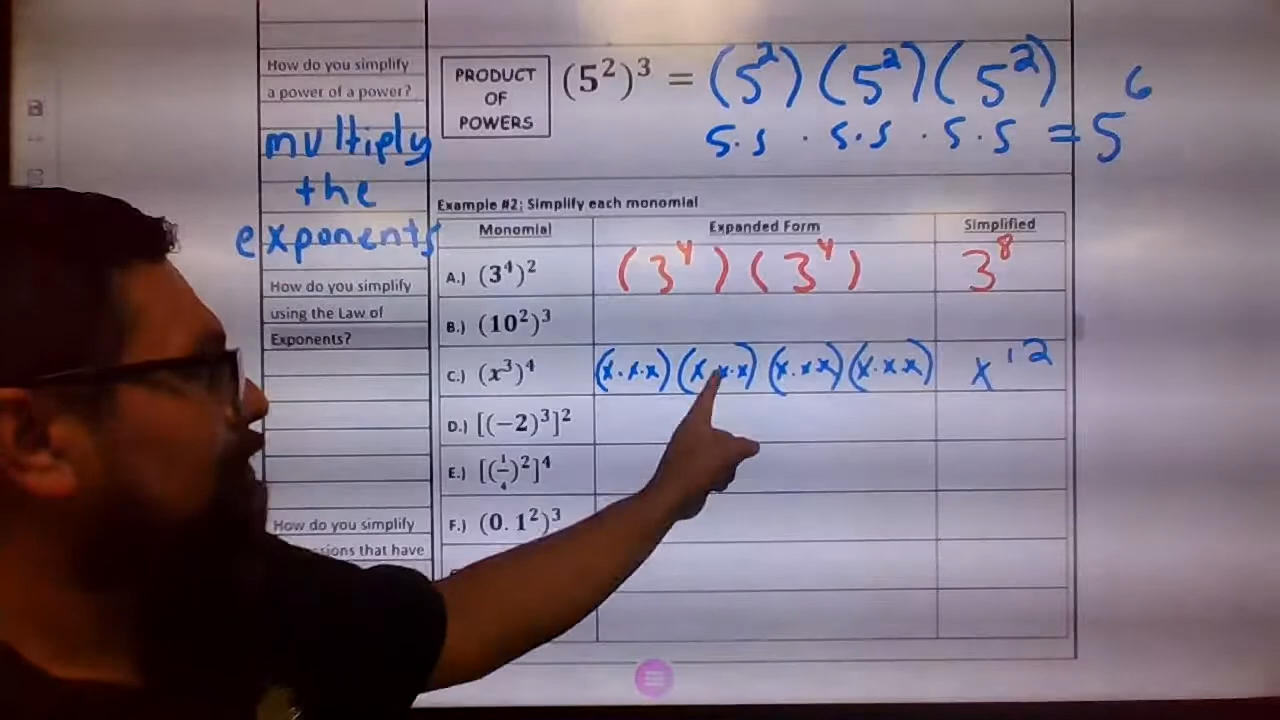 How do you simplify
a power of a power?
multiply
the
exponents
How do you simplify
using the Law of
Exponents?
How do you simplify
sions that have
PRODUCT
OF
POWERS
(5²)³ = (5²) (5²) (5²)
5.5 . 5.5 . 5.5 = 5⁶
Example #2: Simplify each monomial
Monomial Expanded Form Simplified
A.) (3⁴)² (3⁴) (3⁴) 3⁸
B.) (10²)³
C.) (x³)⁴ (x.x.x) (x.x.x) (x.x x) (x.x x) x¹²
D.) [(−2)³]²
E.) [(1/4)²]⁴
F.) (0.1²)³